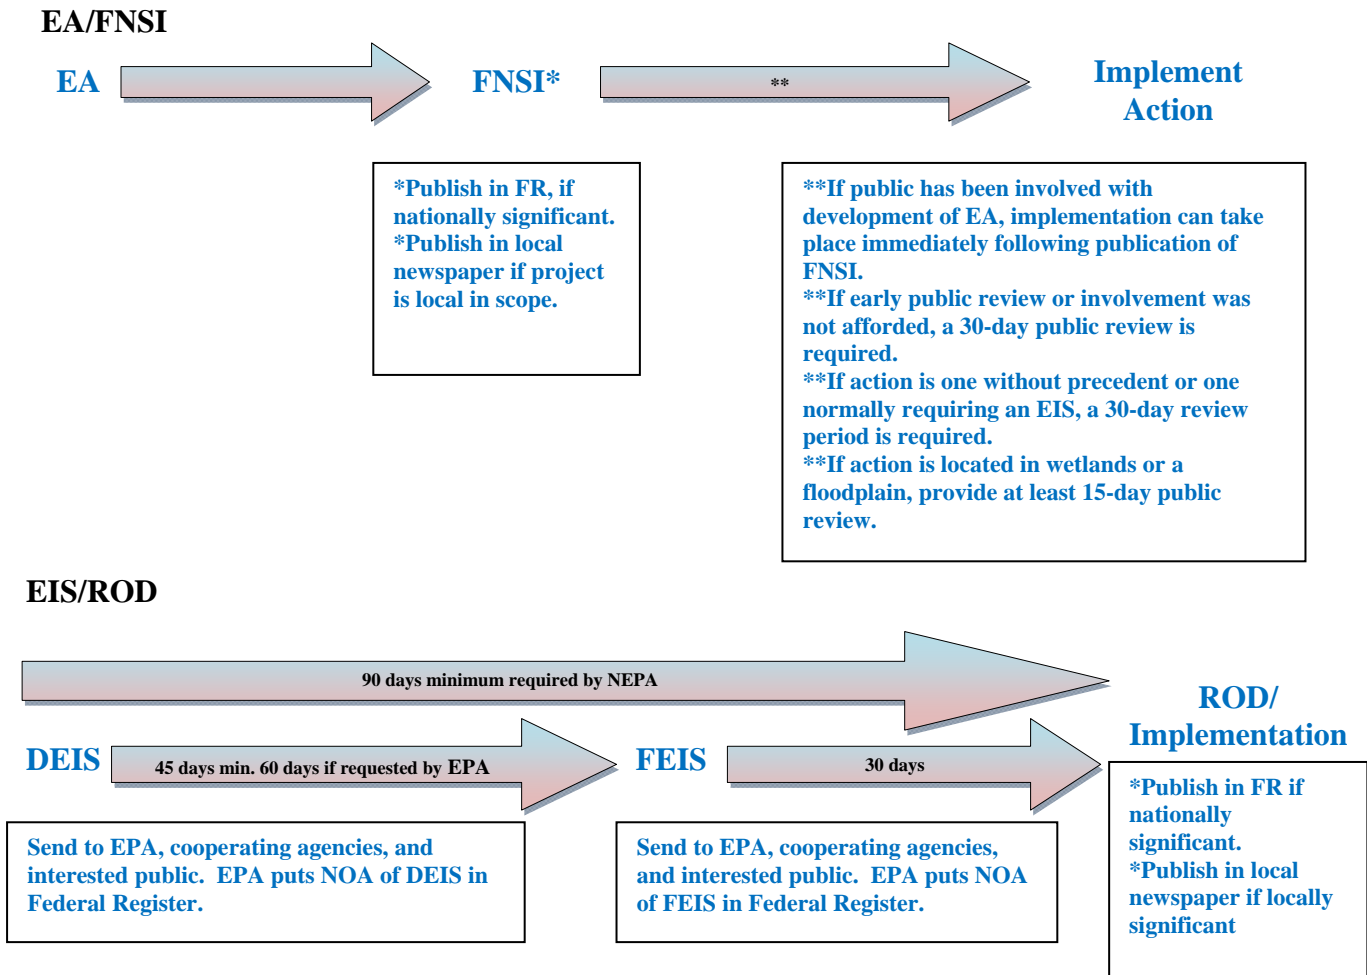 EA/FNSI
EA
FNSI*
**
Implement
Action
*Publish in FR, if
nationally significant.
*Publish in local
newspaper if project
is local in scope.
**If public has been involved with
development of EA, implementation can take
place immediately following publication of
FNSI.
**If early public review or involvement was
not afforded, a 30-day public review is
required.
**If action is one without precedent or one
normally requiring an EIS, a 30-day review
period is required.
**If action is located in wetlands or a
floodplain, provide at least 15-day public
review.
EIS/ROD
90 days minimum required by NEPA
DEIS
45 days min. 60 days if requested by EPA
FEIS
30 days
ROD/
Implementation
Send to EPA, cooperating agencies, and
interested public. EPA puts NOA of DEIS in
Federal Register.
Send to EPA, cooperating agencies,
and interested public. EPA puts NOA
of FEIS in Federal Register.
*Publish in FR if
nationally
significant.
*Publish in local
newspaper if locally
significant